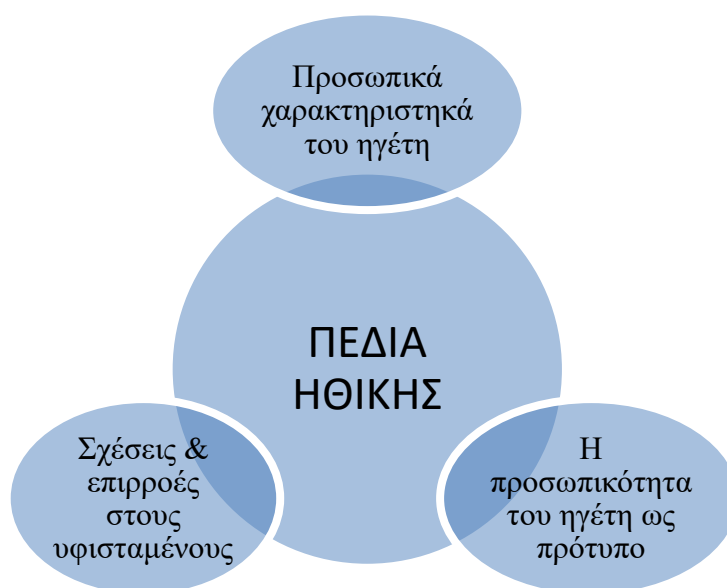 Προσωπικά
χαρακτηριστηκά
του ηγέτη
ΠΕΔΙΑ
ΗΘΙΚΗΣ
Σχέσεις &
επιρροές
στους
υφισταμένους
Η
προσωπικότητα
του ηγέτη ως
πρότυπο